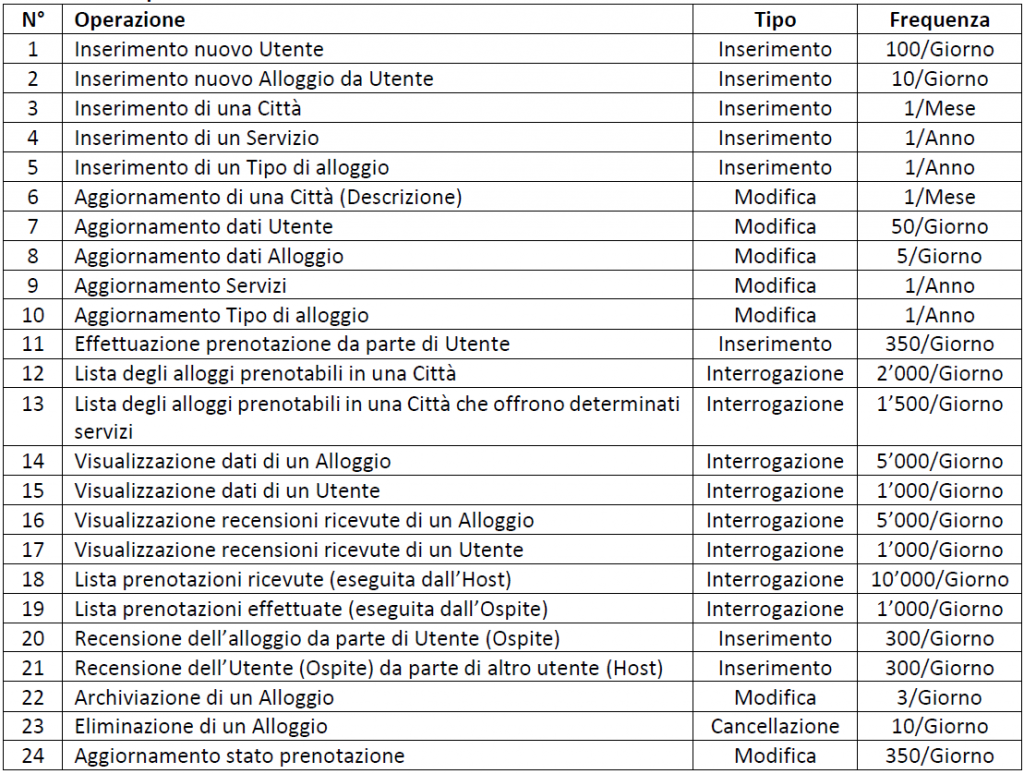 N° Operazione Tipo Frequenza
1 Inserimento nuovo Utente Inserimento 100/Giorno
2 Inserimento nuovo Alloggio da Utente Inserimento 10/Giorno
3 Inserimento di una Città Inserimento 1/Mese
4 Inserimento di un Servizio Inserimento 1/Anno
5 Inserimento di un Tipo di alloggio Inserimento 1/Anno
6 Aggiornamento di una Città (Descrizione) Modifica 1/Mese
7 Aggiornamento dati Utente Modifica 50/Giorno
8 Aggiornamento dati Alloggio Modifica 5/Giorno
9 Aggiornamento Servizi Modifica 1/Anno
10 Aggiornamento Tipo di alloggio Modifica 1/Anno
11 Effettuazione prenotazione da parte di Utente Inserimento 350/Giorno
12 Lista degli alloggi prenotabili in una Città Interrogazione 2’000/Giorno
13 Lista degli alloggi prenotabili in una Città che offrono determinati Interrogazione 1’500/Giorno
servizi
14 Visualizzazione dati di un Alloggio Interrogazione 5’000/Giorno
15 Visualizzazione dati di un Utente Interrogazione 1’000/Giorno
16 Visualizzazione recensioni ricevute di un Alloggio Interrogazione 5’000/Giorno
17 Visualizzazione recensioni ricevute di un Utente Interrogazione 1’000/Giorno
18 Lista prenotazioni ricevute (eseguita dall’Host) Interrogazione 10’000/Giorno
19 Lista prenotazioni effettuate (eseguita dall’Ospite) Interrogazione 1’000/Giorno
20 Recensione dell’alloggio da parte di Utente (Ospite) Inserimento 300/Giorno
21 Recensione dell’Utente (Ospite) da parte di altro utente (Host) Inserimento 300/Giorno
22 Archiviazione di un Alloggio Modifica 3/Giorno
23 Eliminazione di un Alloggio Cancellazione 10/Giorno
24 Aggiornamento stato prenotazione Modifica 350/Giorno